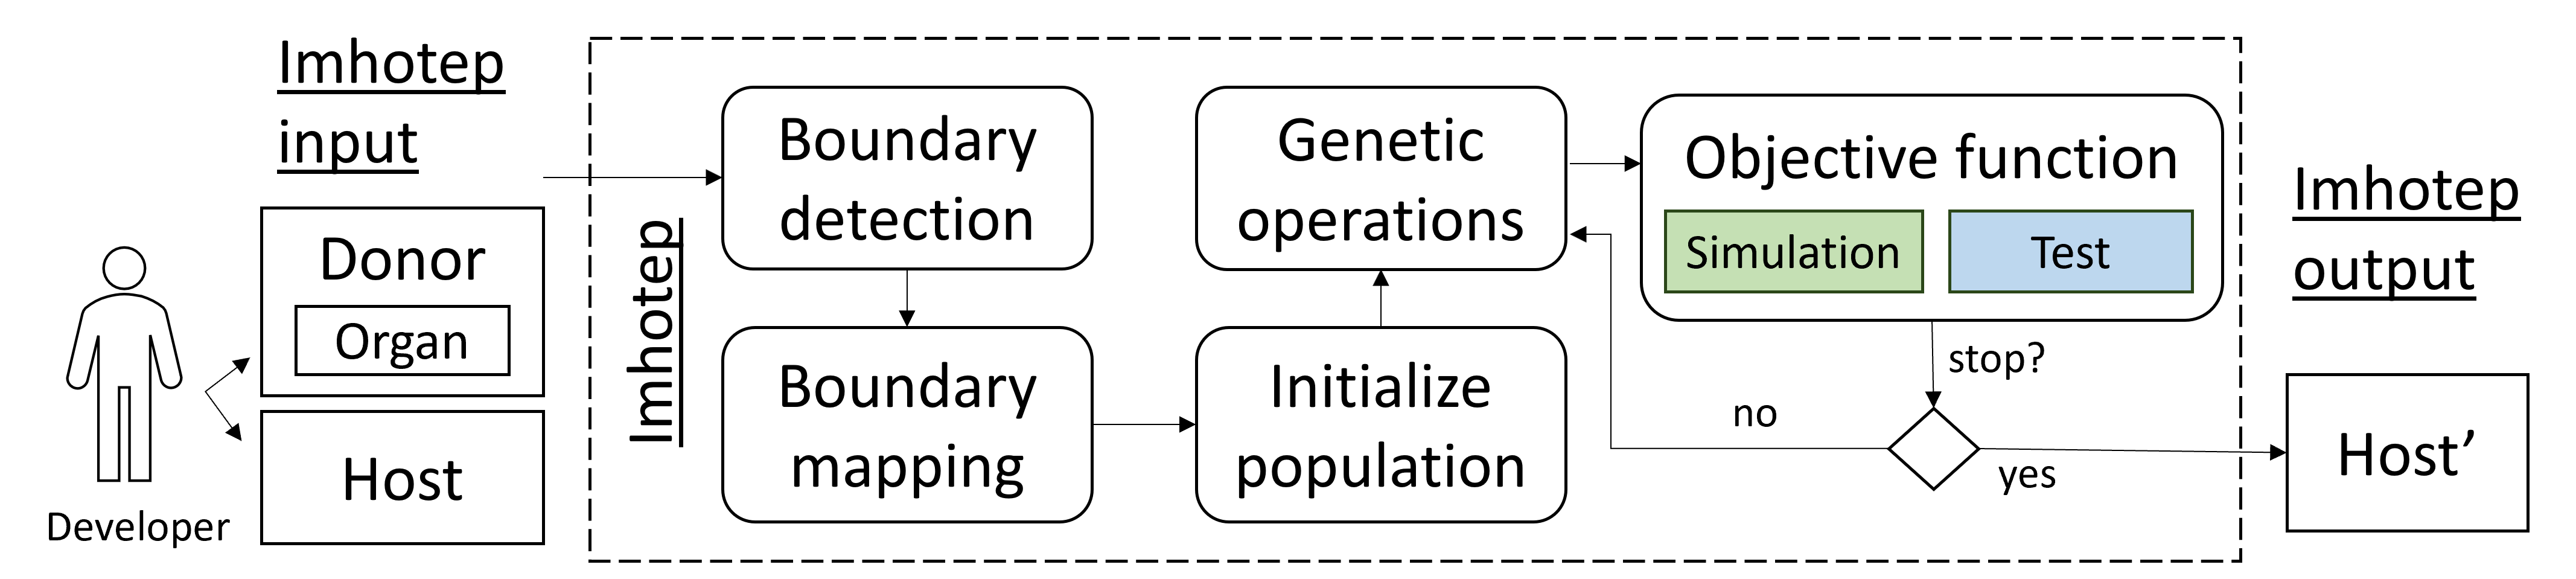 Imhotep
input
Donor
Organ
Host
Developer
Imhotep
Boundary
detection
Boundary
mapping
Initialize
population
Genetic
operations
Objective function
Simulation
Test
stop?
no
yes
Imhotep
output
Host’